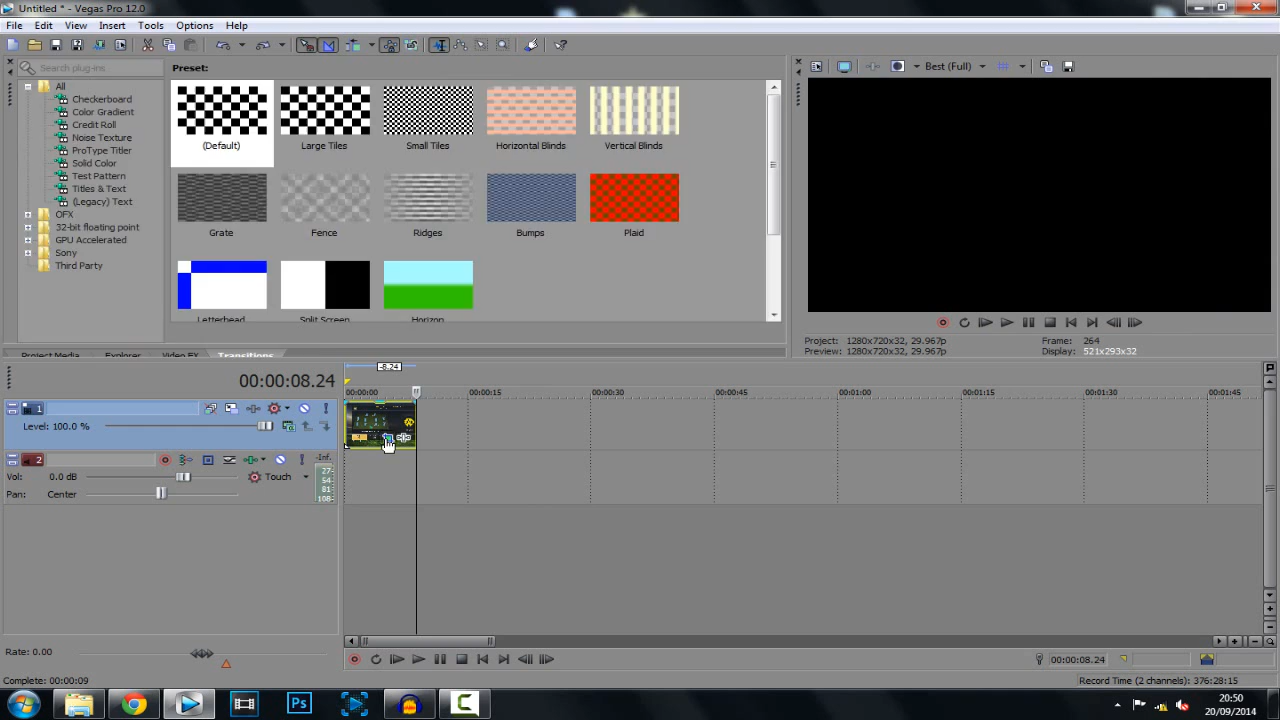 Untitled * - Vegas Pro 12.0
File Edit View Insert Tools Options Help
Search plug-ins
Preset:
Best (Full)
All
Checkerboard
Color Gradient
Credit Roll
Noise Texture
ProType Titler
Solid Color
Test Pattern
Titles & Text
(Legacy) Text
OFX
32-bit floating point
GPU Accelerated
Sony
Third Party
(Default) Large Tiles Small Tiles Horizontal Blinds Vertical Blinds
Grate Fence Ridges Bumps Plaid
Letterhead Split Screen Horizon
Project: 1280x720x32, 29.967p Frame: 264
Preview: 1280x720x32, 29.967p Display: 521x293x32
Project Media Explorer Video FX Transitions
-8.24
00:00:08.24
00:00:00 00:00:15 00:00:30 00:00:45 00:01:00 00:01:15 00:01:30 00:01:45
1
Level: 100.0 %
2
Vol: 0.0 dB Touch
Pan: Center
-Inf.
27-
54-
81-
108-
Rate: 0.00
00:00:08.24
Complete: 00:00:09
Record Time (2 channels): 376:28:15
Ps
C
20:50
20/09/2014